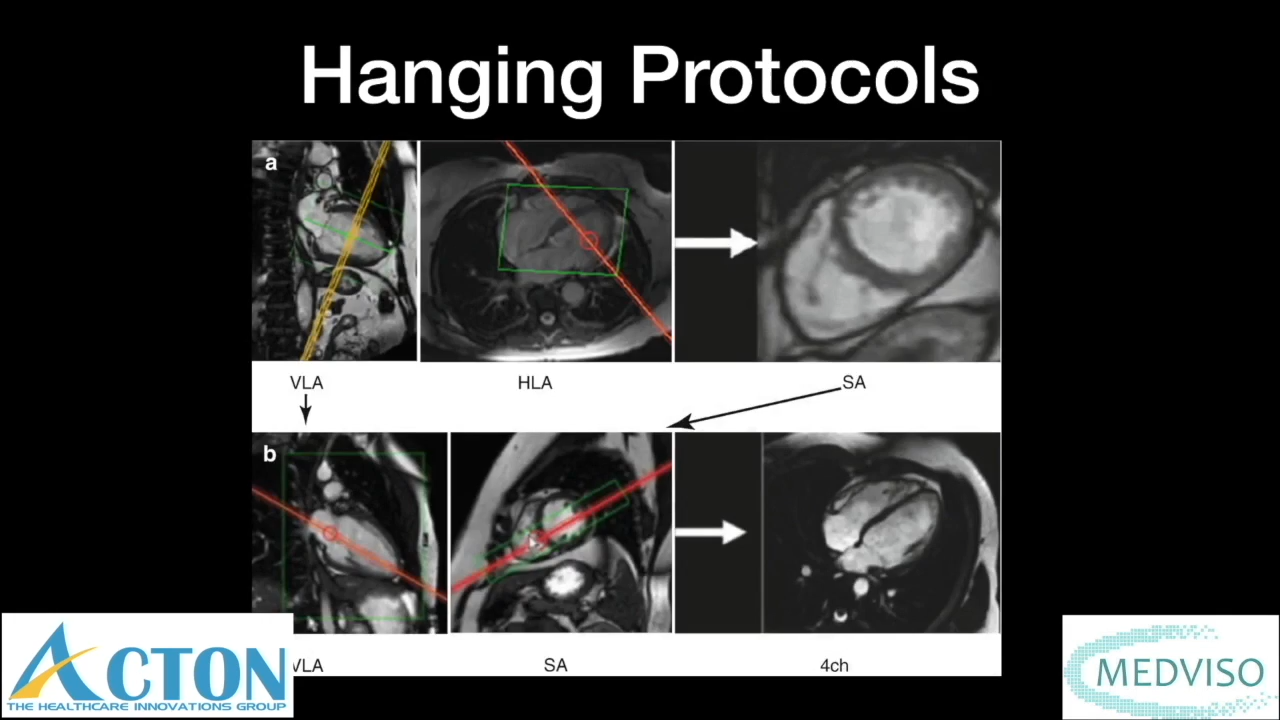 Hanging Protocols
a
VLA
HLA
SA
b
VLA
SA
4ch
ACTON
THE HEALTHCARE INNOVATIONS GROUP
MEDVISO